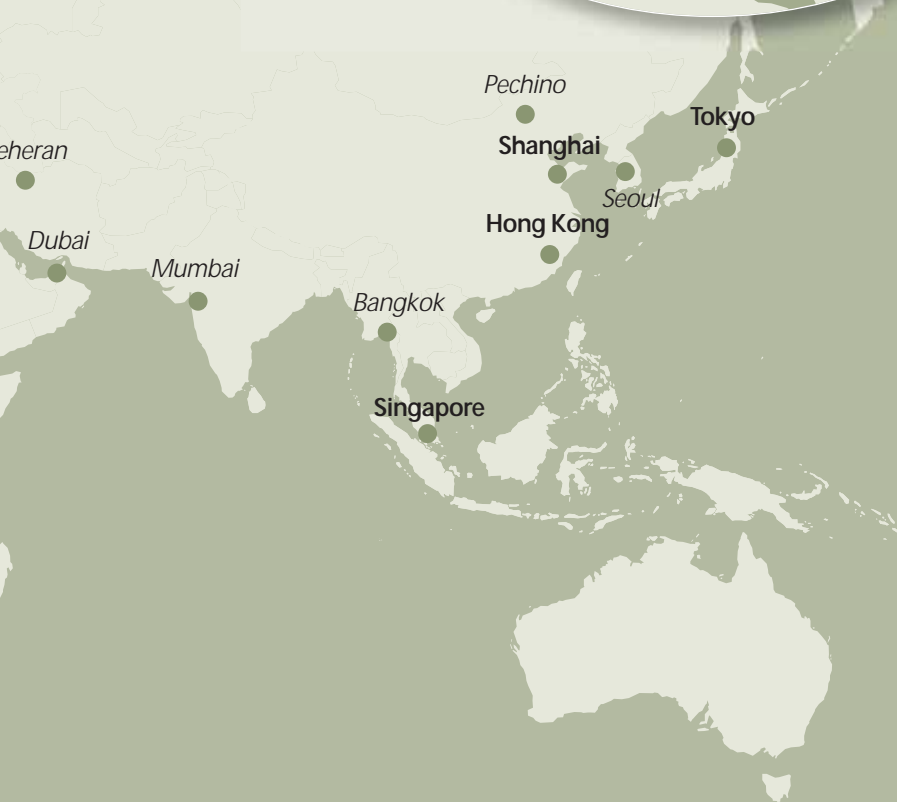 Pechino
Tokyo
Shanghai
eheran
Seoul
Hong Kong
Dubai
Mumbai
Bangkok
Singapore